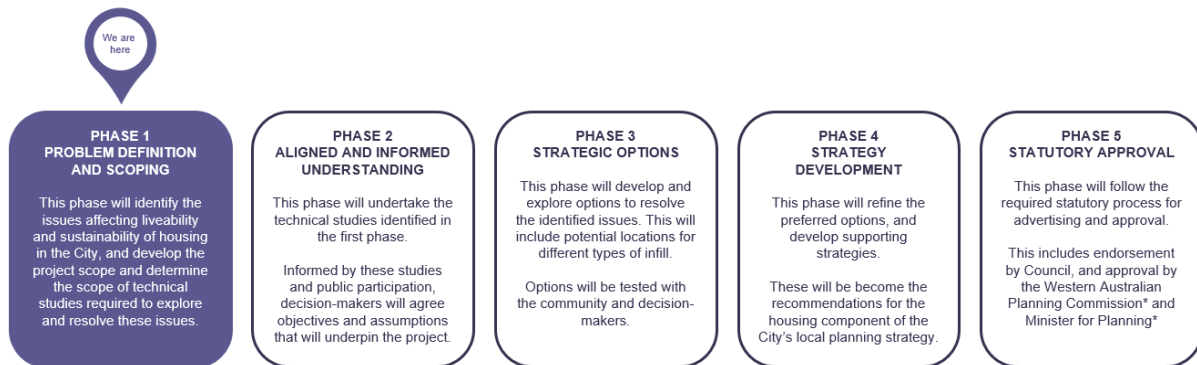 We are
here
PHASE 1
PROBLEM DEFINITION
AND SCOPING
This phase will identify the
issues affecting liveability
and sustainability of housing
in the City, and develop the
project scope and determine
the scope of technical
studies required to explore
and resolve these issues.
PHASE 2
ALIGNED AND INFORMED
UNDERSTANDING
This phase will undertake the
technical studies identified in
the first phase.
Informed by these studies
and public participation,
decision-makers will agree
objectives and assumptions
that will underpin the project.
PHASE 3
STRATEGIC OPTIONS
This phase will develop and
explore options to resolve
the identified issues. This will
include potential locations for
different types of infill.
Options will be tested with
the community and decision-
makers.
PHASE 4
STRATEGY
DEVELOPMENT
This phase will refine the
preferred options, and
develop supporting
strategies.
These will be become the
recommendations for the
housing component of the
City's local planning strategy.
PHASE 5
STATUTORY APPROVAL
This phase will follow the
required statutory process for
advertising and approval.
This includes endorsement
by Council, and approval by
the Western Australian
Planning Commission* and
Minister for Planning*